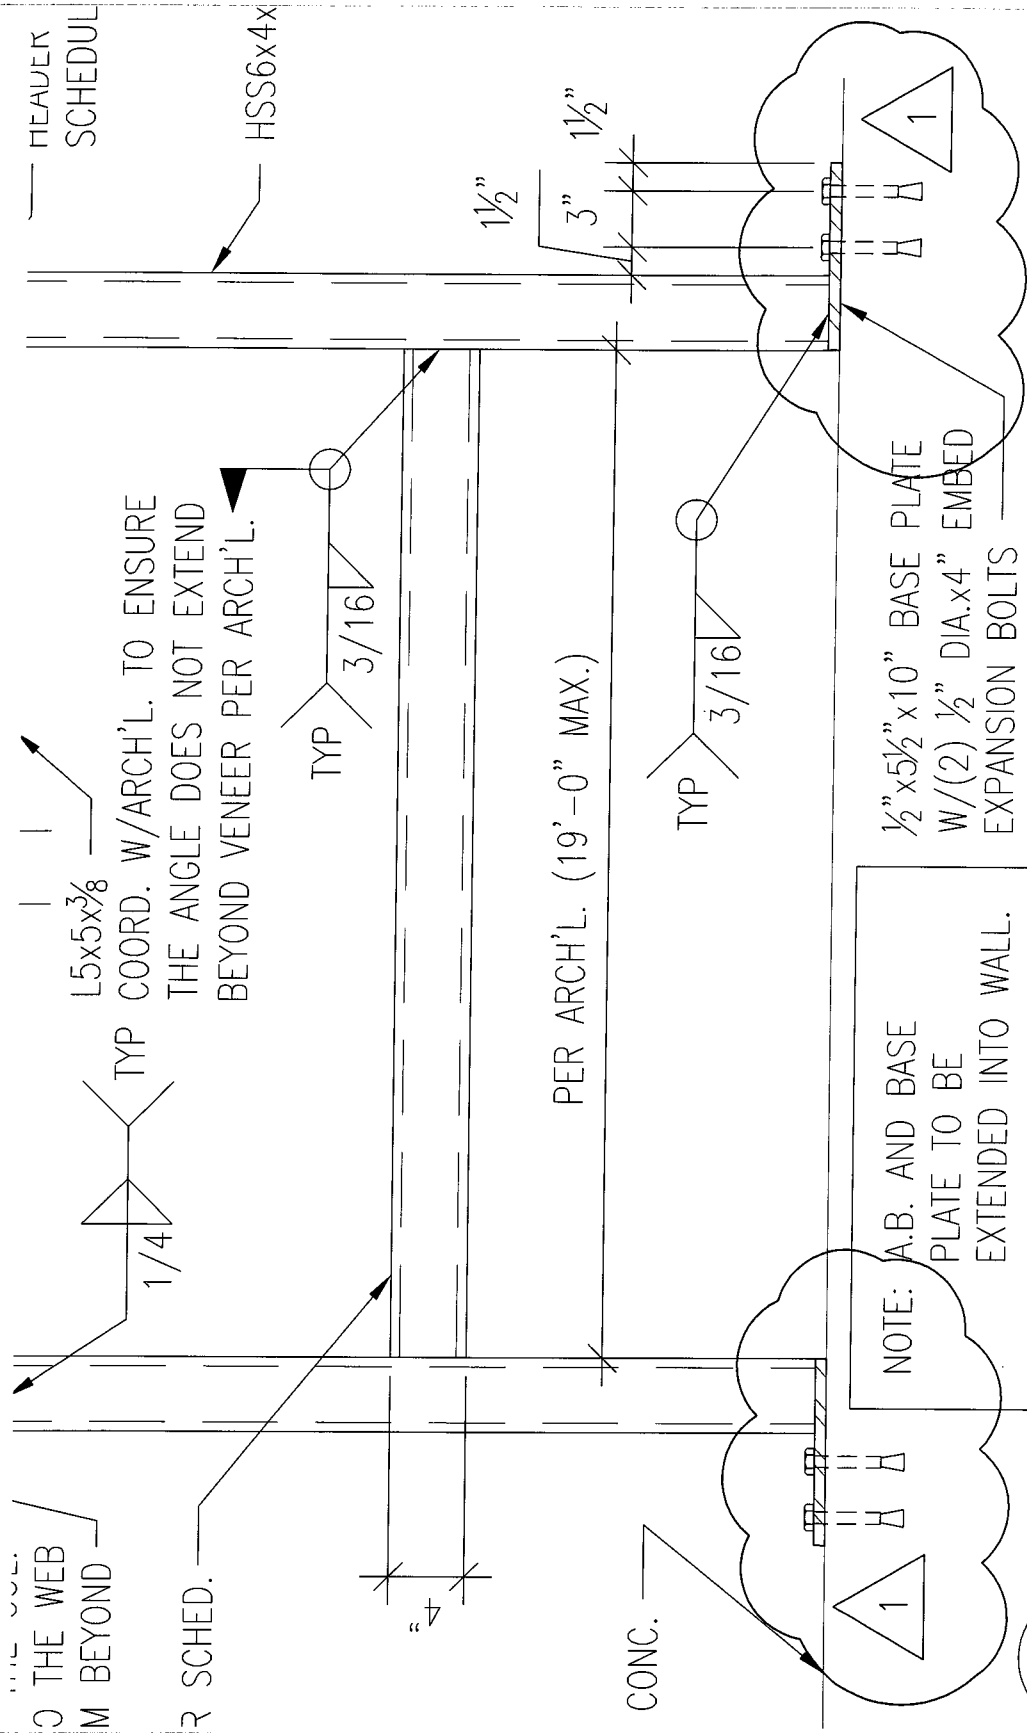 HEADER
HSS6x4x
L5x5x⅜
COORD. W/ARCH'L. TO ENSURE
THE ANGLE DOES NOT EXTEND
BEYOND VENEER PER ARCH'L.
TYP
1/4
THE WEB
BEYOND
SCHED.
TYP
3/16
1½"
3"
1½"
4"
PER ARCH'L. (19'-0" MAX.)
TYP
3/16
CONC.
½"x5½"x10" BASE PLATE
W/(2) ½" DIA.x4" EMBED
EXPANSION BOLTS
1
1
NOTE: A.B. AND BASE
PLATE TO BE
EXTENDED INTO WALL.